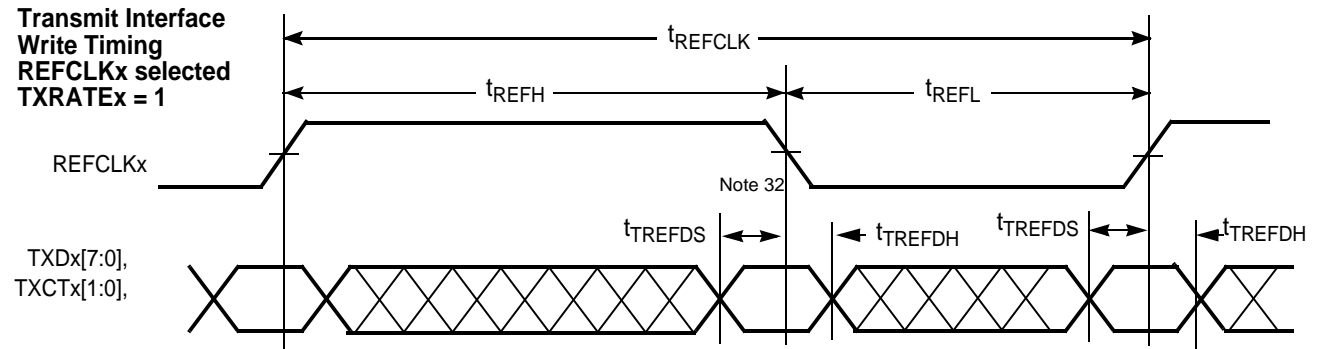 Transmit Interface
Write Timing
REFCLKx selected
TXRATEx = 1
tREFCLK
tREFH
tREFL
REFCLKx
Note 32
tTREFDS
tTREFDH
tTREFDS
tTREFDH
TXDx[7:0],
TXCTx[1:0],